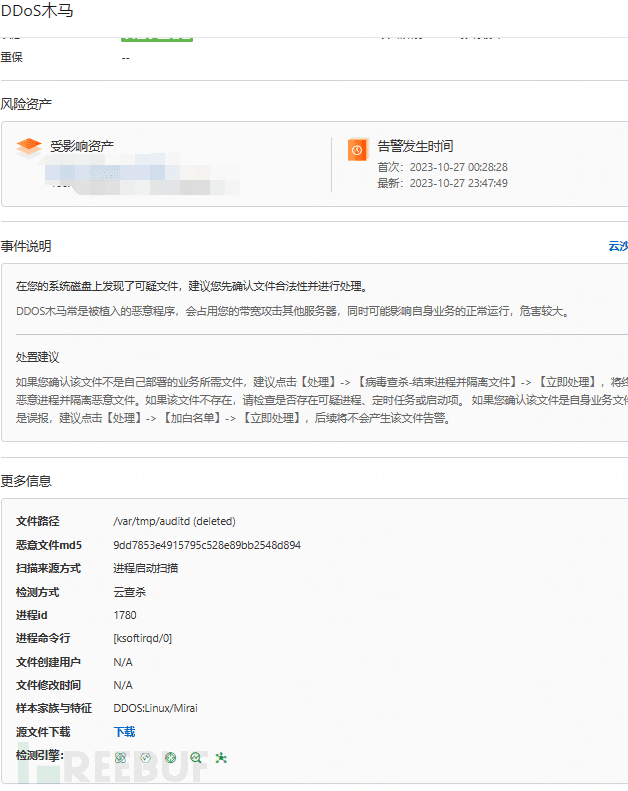 DDoS木马
重保
--
风险资产
受影响资产
告警发生时间
首次：2023-10-27 00:28:28
最新：2023-10-27 23:47:49
事件说明
在您的系统磁盘上发现了可疑文件，建议您先确认文件合法性并进行处理。
DDOS木马常是被植入的恶意程序，会占用您的带宽攻击其他服务器，同时可能影响自身业务的正常运行，危害较大。
处置建议
如果您确认该文件不是自己部署的业务所需文件，建议点击【处理】->【病毒查杀-结束进程并隔离文件】->【立即处理】，将
恶意进程并隔离恶意文件。如果该文件不存在，请检查是否存在可疑进程、定时任务或启动项。 如果您确认该文件是自身业务文
是误报，建议点击【处理】->【加白名单】->【立即处理】，后续将不会产生该文件告警。
更多信息
文件路径 /var/tmp/auditd (deleted)
恶意文件md5 9dd7853e4915795c528e89bb2548d894
扫描来源方式 进程启动扫描
检测方式 云查杀
进程id 1780
进程命令行 [ksoftirqd/0]
文件创建用户 N/A
文件修改时间 N/A
样本家族与特征 DDOS:Linux/Mirai
源文件下载 下载
检测引擎：
FREEBUF